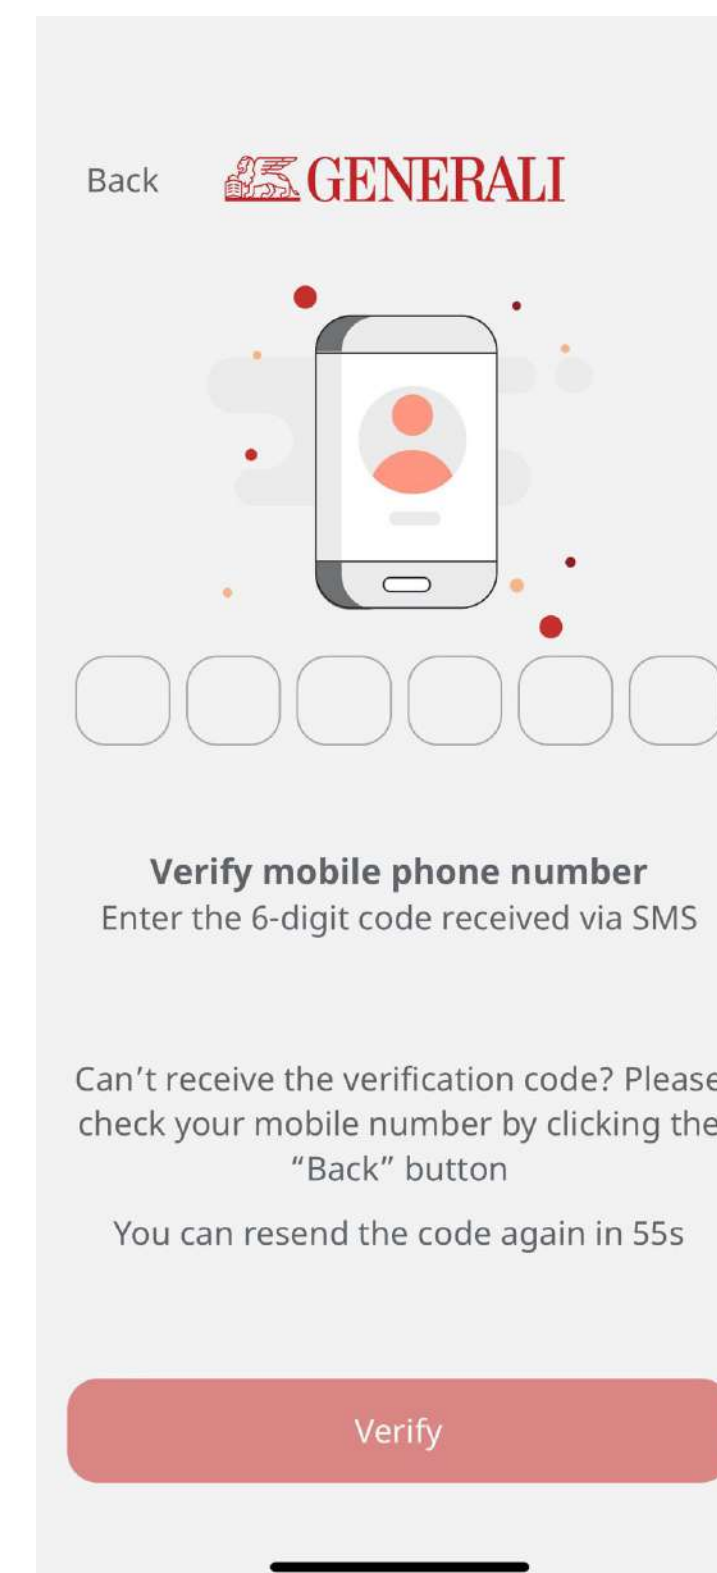 Back
GENERALI
Verify mobile phone number
Enter the 6-digit code received via SMS
Can’t receive the verification code? Please
check your mobile number by clicking the
“Back” button
You can resend the code again in 55s
Verify